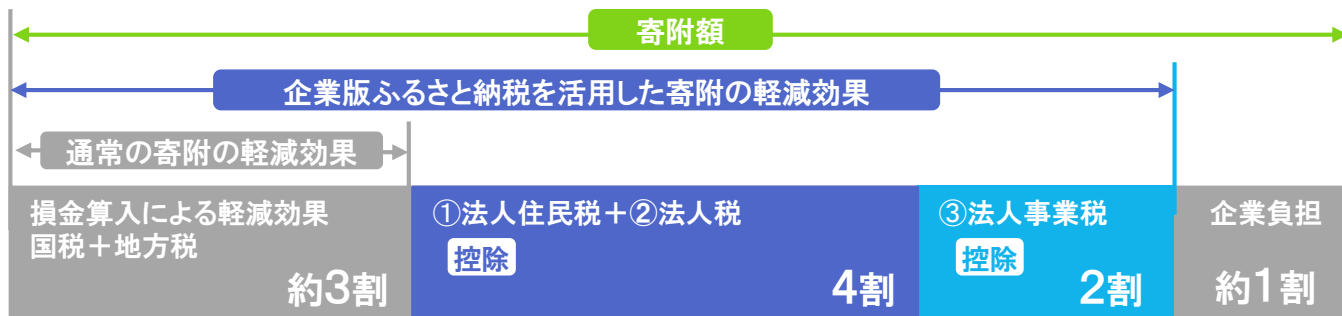 寄附額
企業版ふるさと納税を活用した寄附の軽減効果
通常の寄附の軽減効果
損金算入による軽減効果
国税＋地方税
約3割
①法人住民税＋②法人税
控除
4割
③法人事業税
控除
2割
企業負担
約1割